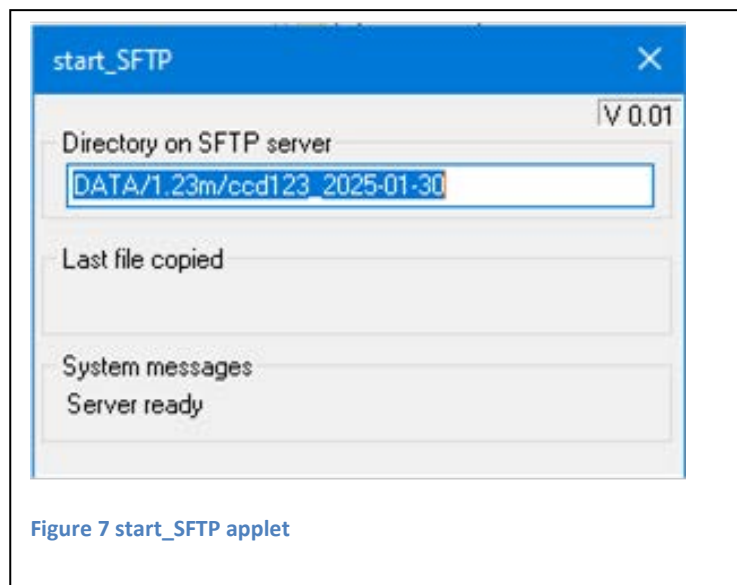 start_SFTP
V 0.01
Directory on SFTP server
DATA/1.23m/ccd123_2025-01-30
Last file copied
System messages
Server ready
Figure 7 start_SFTP applet